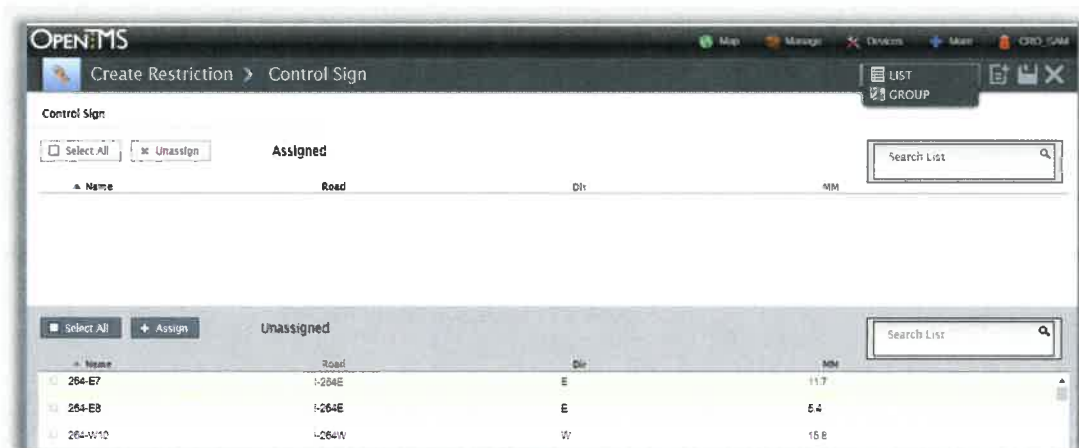 OPENTMS
Map Manage Devices More CRO_SAM
Create Restriction > Control Sign
LIST
GROUP
Control Sign
Select All Unassign Assigned Search List
Name Road Dir MM
Select All Assign Unassigned Search List
Name Road Dir MM
264-E7 I-264E E 11.7
264-E8 I-264E E 5.4
264-W10 I-264W W 15.8